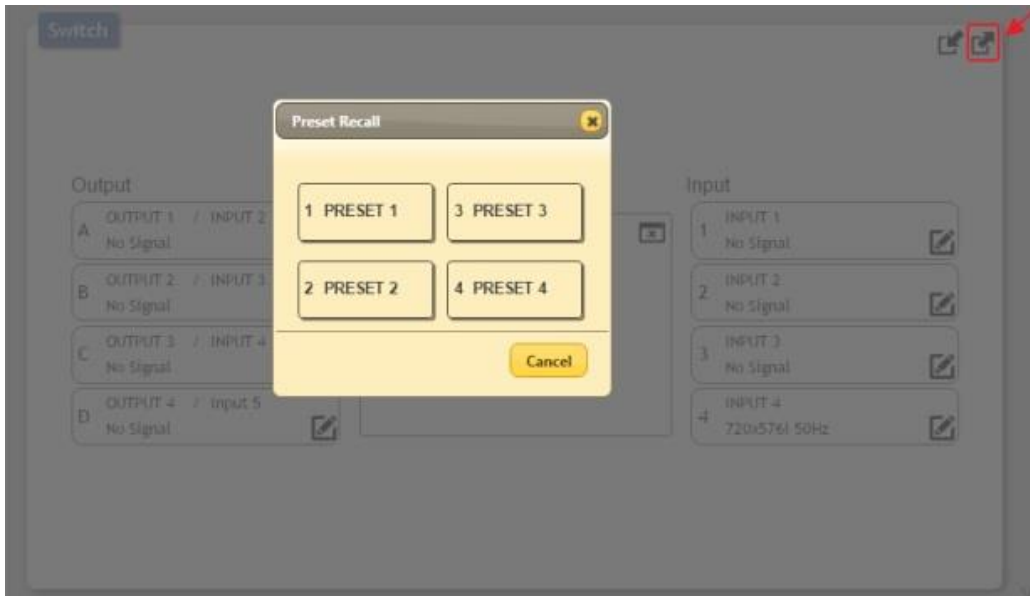 Switch
Preset Recall
1 PRESET 1
3 PRESET 3
2 PRESET 2
4 PRESET 4
Cancel
Output
A OUTPUT 1 / INPUT 2
No Signal
B OUTPUT 2 / INPUT 3
No Signal
C OUTPUT 3 / INPUT 4
No Signal
D OUTPUT 4 / Input 5
No Signal
Input
1 INPUT 1
No Signal
2 INPUT 2
No Signal
3 INPUT 3
No Signal
4 INPUT 4
720x576I 50Hz